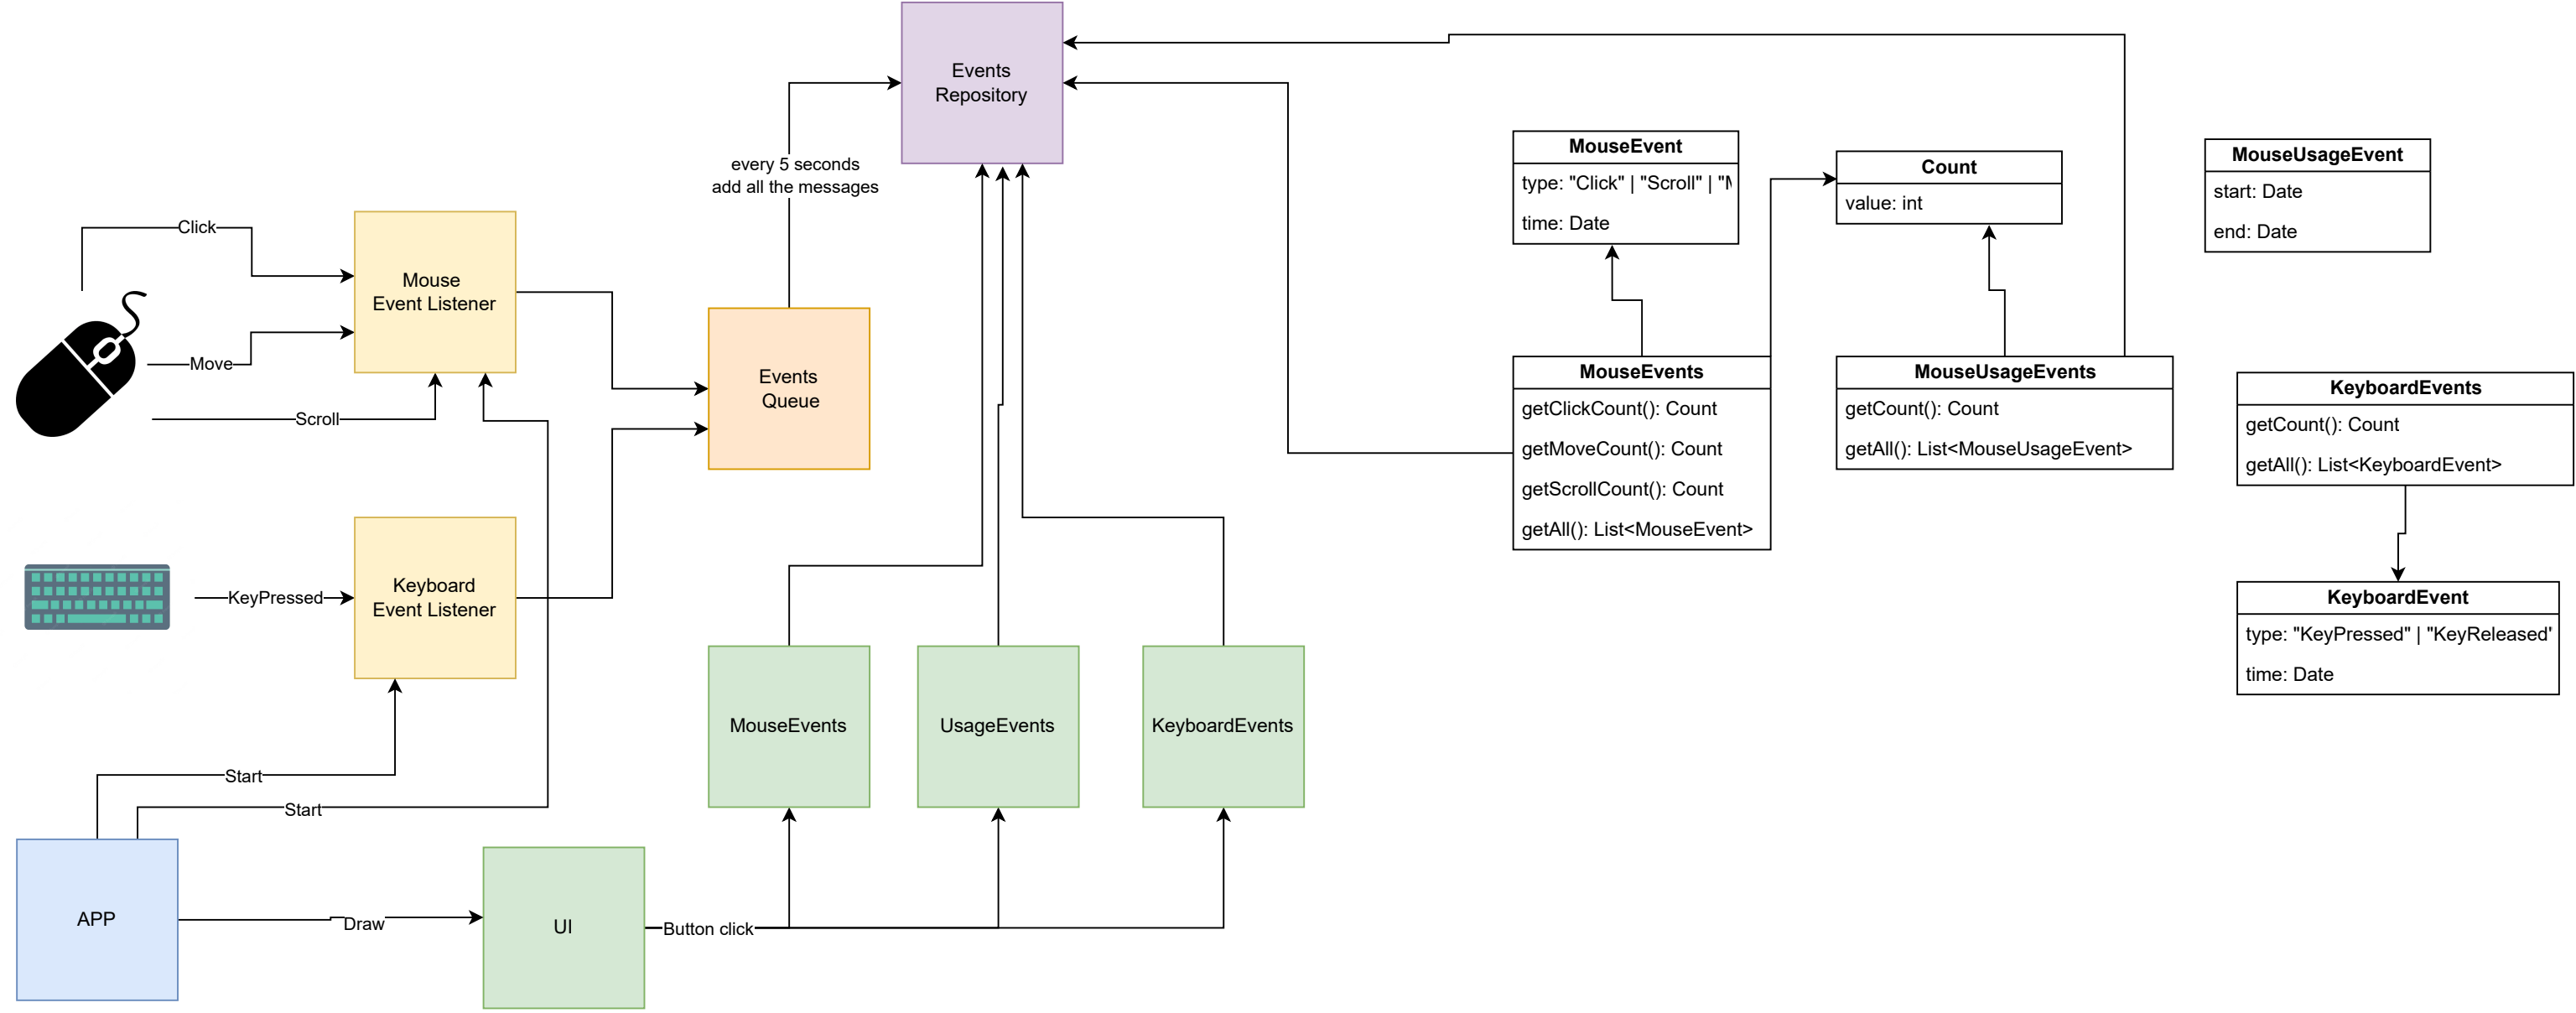 Events
Repository
every 5 seconds
add all the messages
Click
Mouse
Event Listener
Move
Scroll
Events
Queue
KeyPressed
Keyboard
Event Listener
Start
Start
APP
Draw
UI
Button click
MouseEvents
UsageEvents
KeyboardEvents
MouseEvent
type: "Click" | "Scroll" | "
time: Date
Count
value: int
MouseUsageEvent
start: Date
end: Date
MouseEvents
getClickCount(): Count
getMoveCount(): Count
getScrollCount(): Count
getAll(): List<MouseEvent>
MouseUsageEvents
getCount(): Count
getAll(): List<MouseUsageEvent>
KeyboardEvents
getCount(): Count
getAll(): List<KeyboardEvent>
KeyboardEvent
type: "KeyPressed" | "KeyReleased"
time: Date